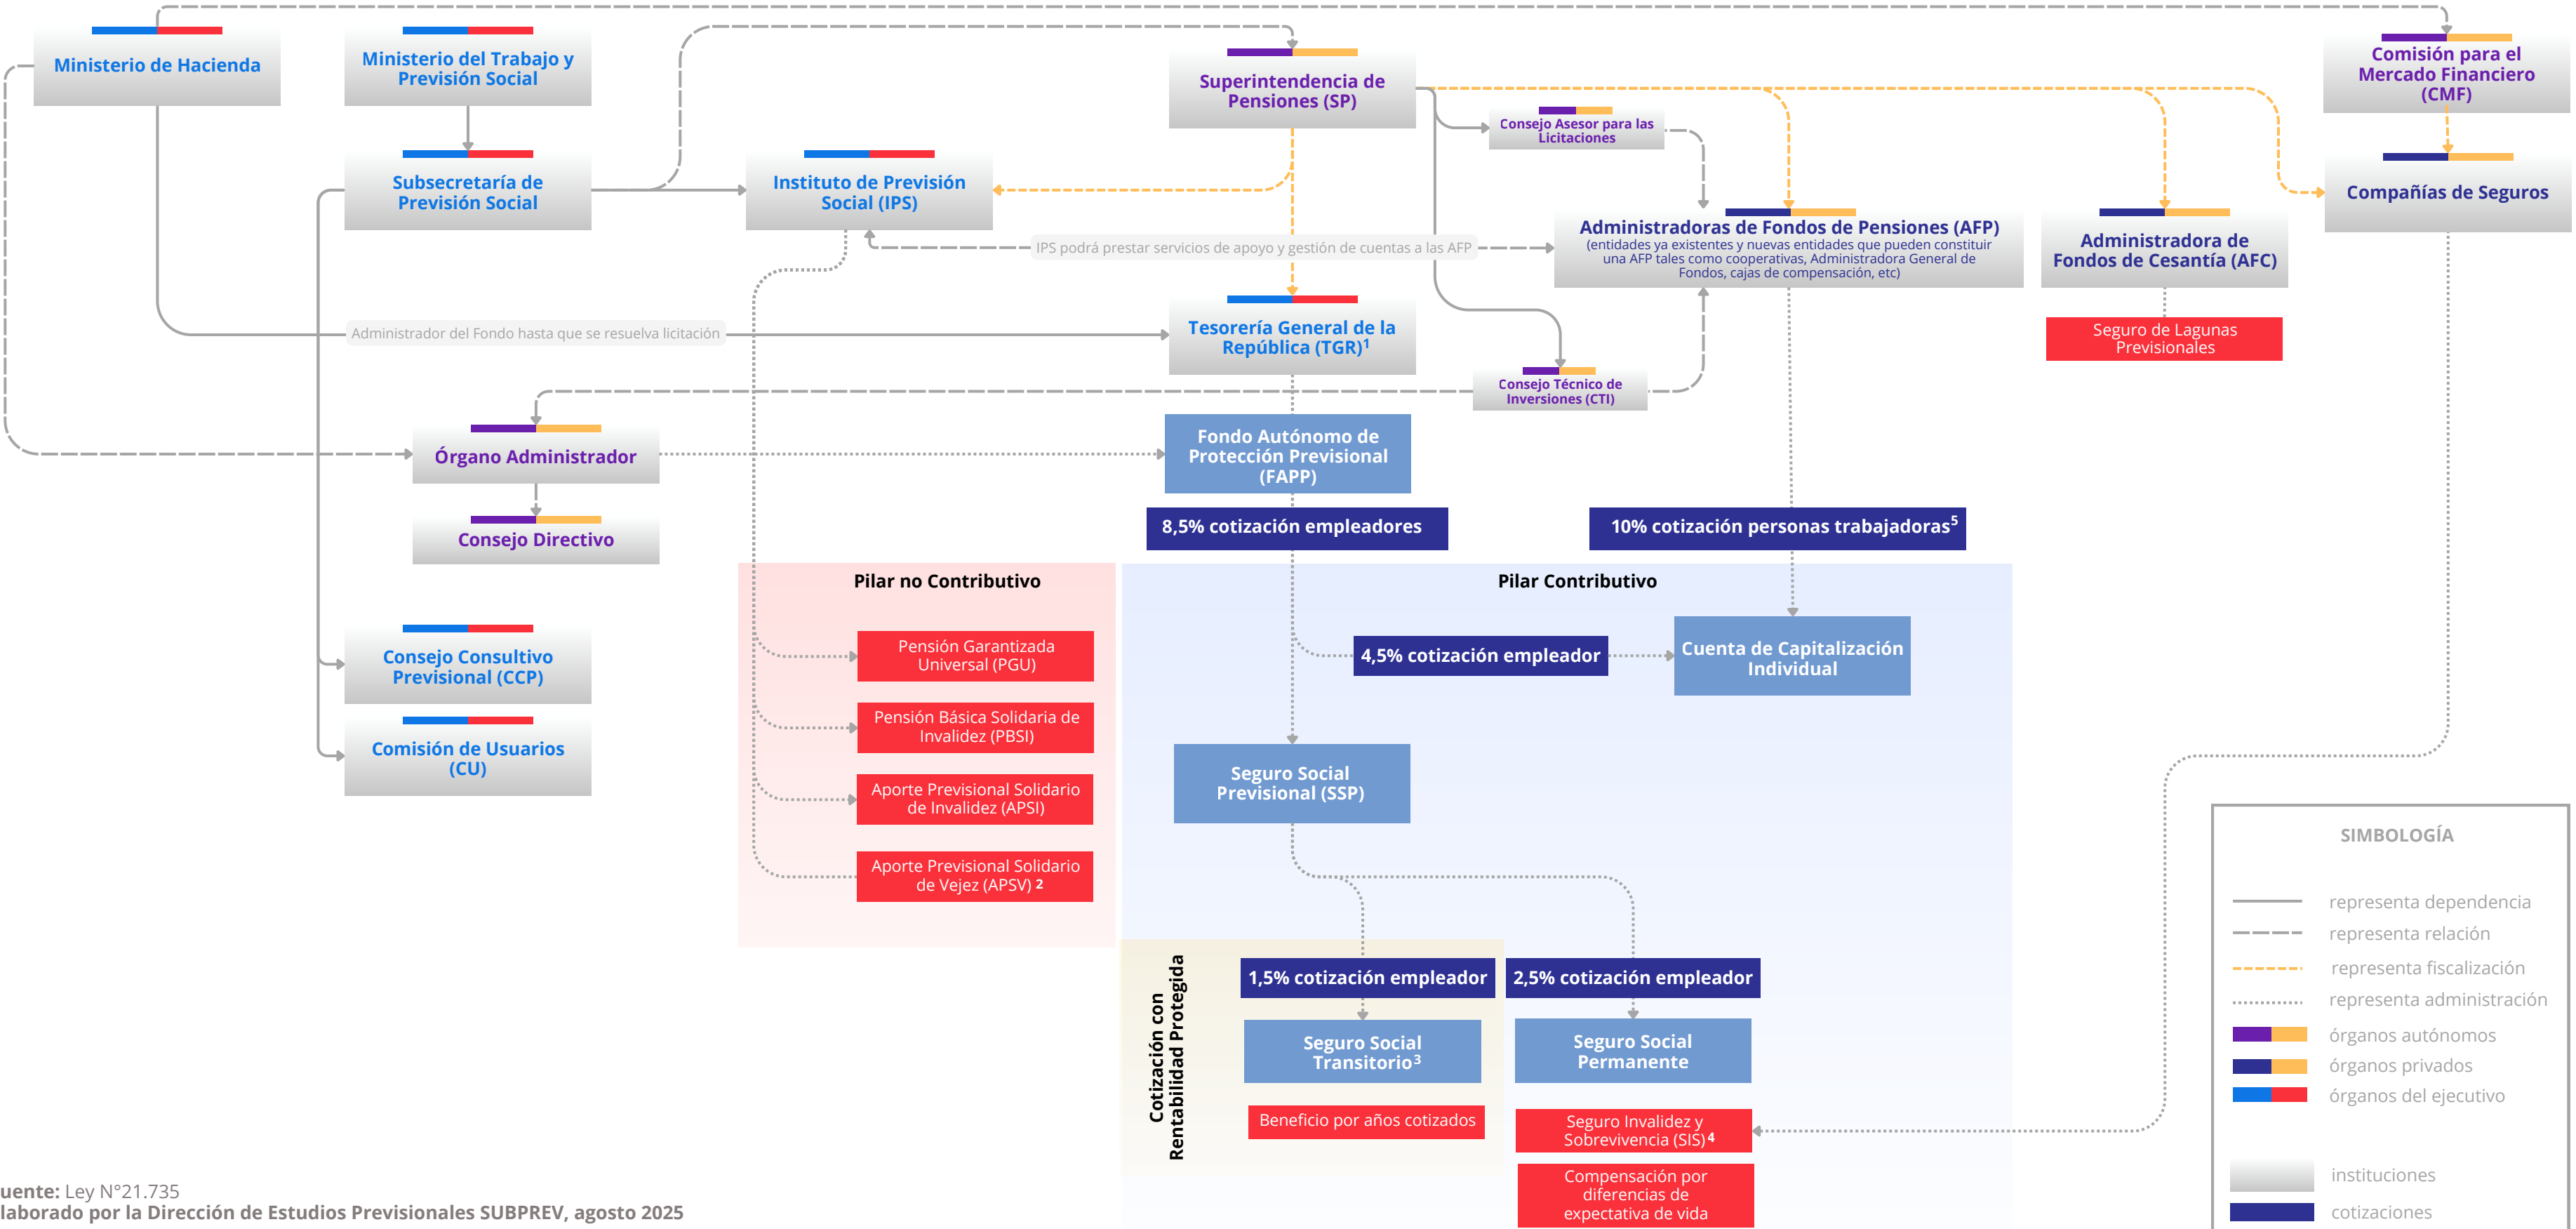 Ministerio de Hacienda
Ministerio del Trabajo y
Previsión Social
Superintendencia de
Pensiones (SP)
Comisión para el
Mercado Financiero
(CMF)
Consejo Asesor para las
Licitaciones
Subsecretaría de
Previsión Social
Instituto de Previsión
Social (IPS)
Compañías de Seguros
Administradoras de Fondos de Pensiones (AFP)
(entidades ya existentes y nuevas entidades que pueden constituir
una AFP tales como cooperativas, Administradora General de
Fondos, cajas de compensación, etc)
Administradora de
Fondos de Cesantía (AFC)
IPS podrá prestar servicios de apoyo y gestión de cuentas a las AFP
Seguro de Lagunas
Previsionales
Administrador del Fondo hasta que se resuelva licitación
Tesorería General de la
República (TGR)1
Consejo Técnico de
Inversiones (CTI)
Órgano Administrador
Fondo Autónomo de
Protección Previsional
(FAPP)
Consejo Directivo
8,5% cotización empleadores
10% cotización personas trabajadoras5
Pilar no Contributivo
Pilar Contributivo
Consejo Consultivo
Previsional (CCP)
Comisión de Usuarios
(CU)
Pensión Garantizada
Universal (PGU)
Pensión Básica Solidaria de
Invalidez (PBSI)
Aporte Previsional Solidario
de Invalidez (APSI)
Aporte Previsional Solidario
de Vejez (APSV) 2
4,5% cotización empleador
Cuenta de Capitalización
Individual
Seguro Social
Previsional (SSP)
Cotización con
Rentabilidad Protegida
1,5% cotización empleador
2,5% cotización empleador
Seguro Social
Transitorio3
Seguro Social
Permanente
Beneficio por años cotizados
Seguro Invalidez y
Sobrevivencia (SIS) 4
Compensación por
diferencias de
expectativa de vida
SIMBOLOGÍA
representa dependencia
representa relación
representa fiscalización
representa administración
órganos autónomos
órganos privados
órganos del ejecutivo
instituciones
cotizaciones
uente: Ley N°21.735
laborado por la Dirección de Estudios Previsionales SUBPREV, agosto 2025